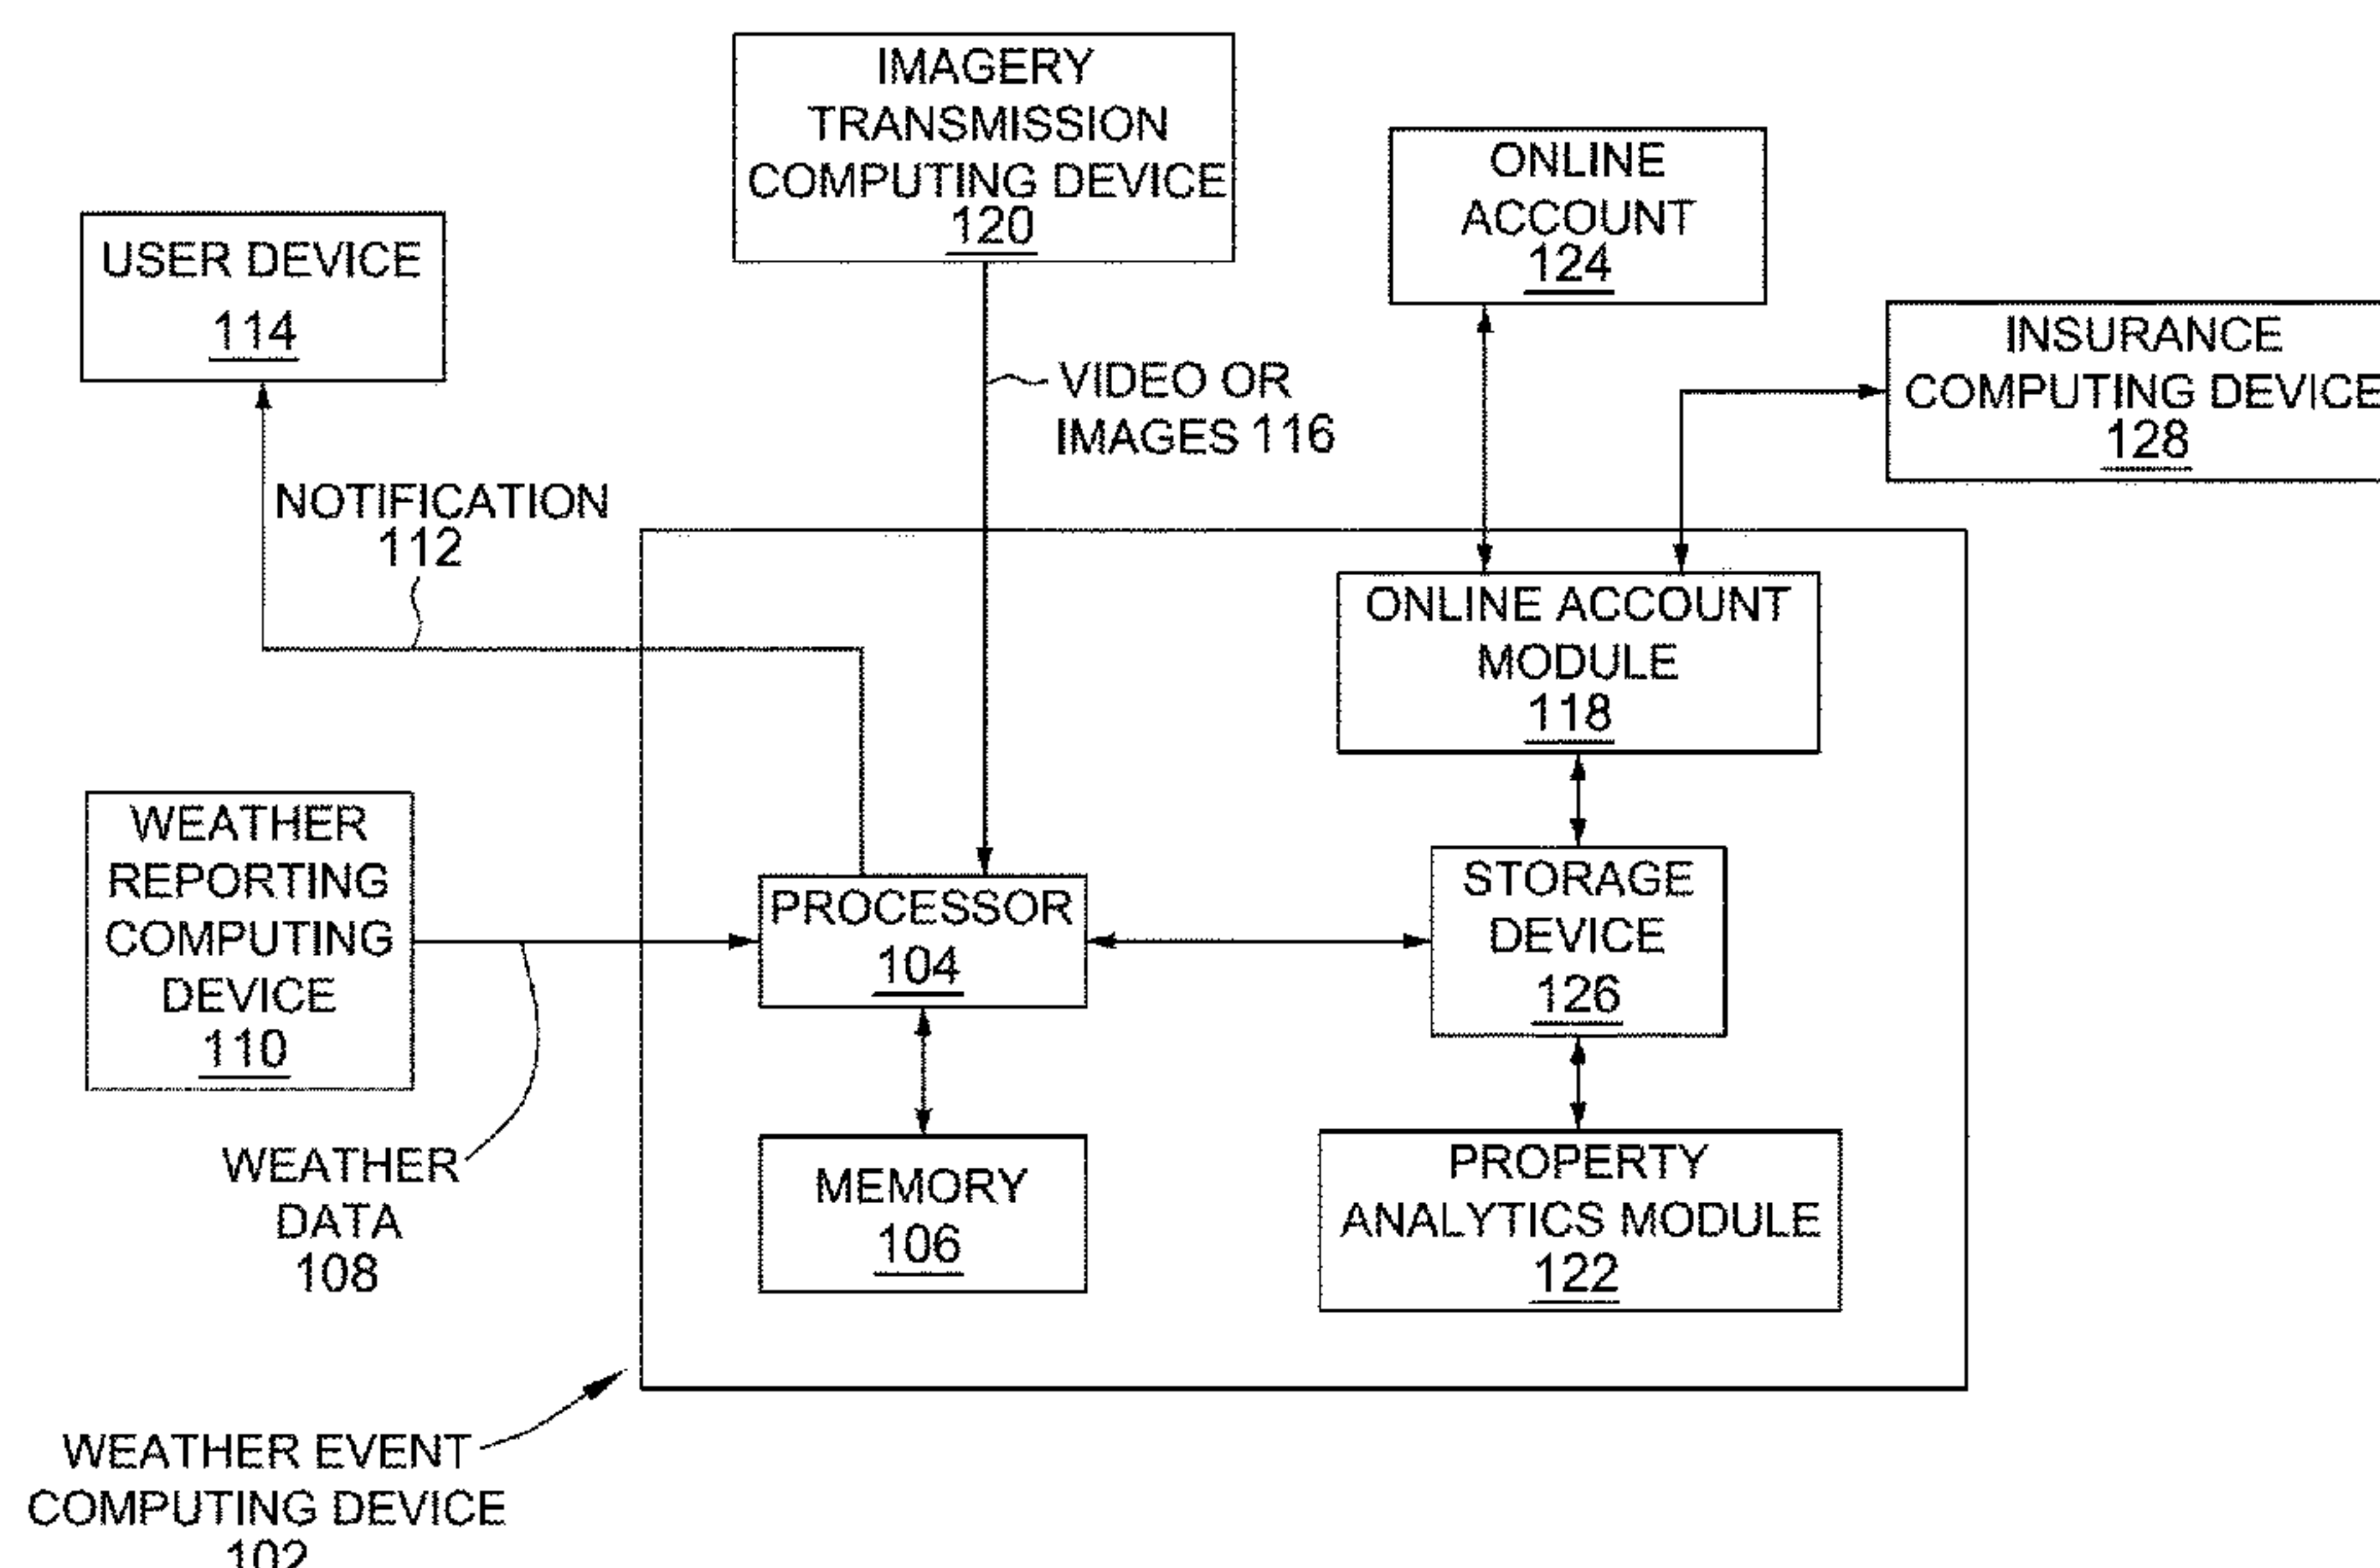 IMAGERY
TRANSMISSION
COMPUTING DEVICE
120
ONLINE
ACCOUNT
124
USER DEVICE
114
INSURANCE
COMPUTING DEVICE
128
VIDEO OR
IMAGES 116
NOTIFICATION
112
ONLINE ACCOUNT
MODULE
118
WEATHER
REPORTING
COMPUTING
DEVICE
110
PROCESSOR
104
STORAGE
DEVICE
126
WEATHER
DATA
108
MEMORY
106
PROPERTY
ANALYTICS MODULE
122
WEATHER EVENT
COMPUTING DEVICE
102